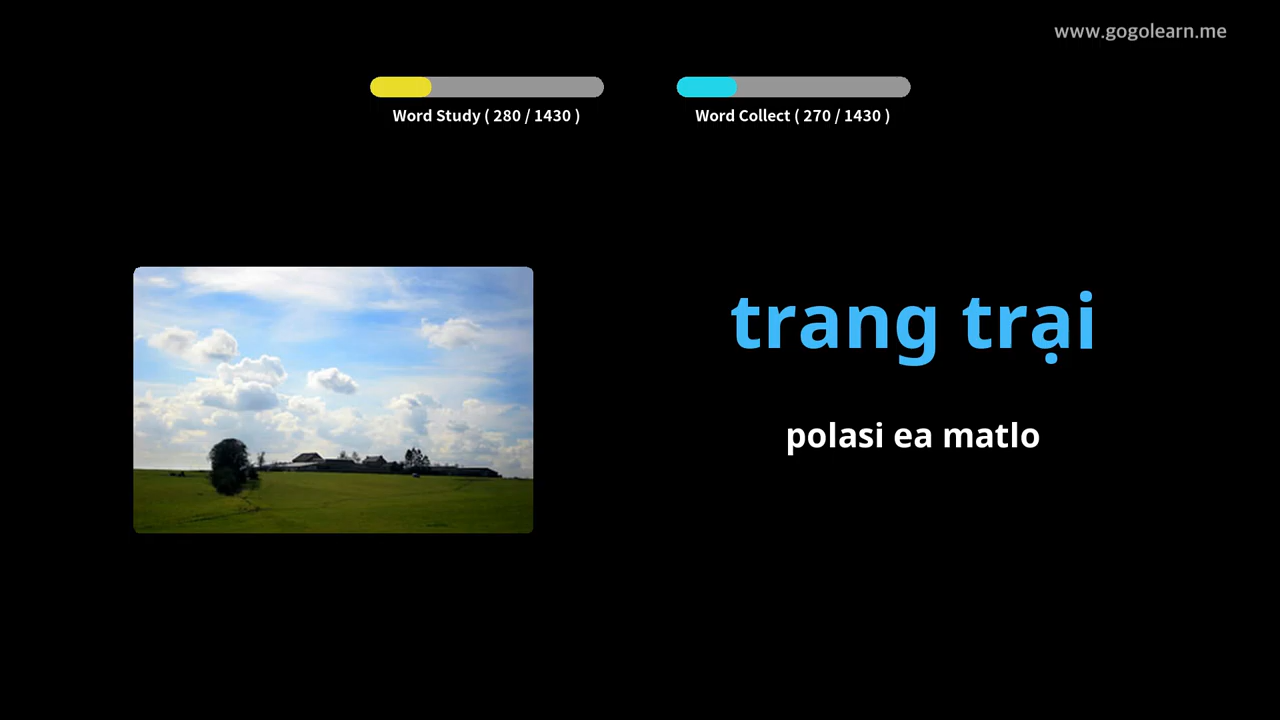 www.gogolearn.me
Word Study ( 280 / 1430 )
Word Collect ( 270 / 1430 )
trang trại
polasi ea matlo